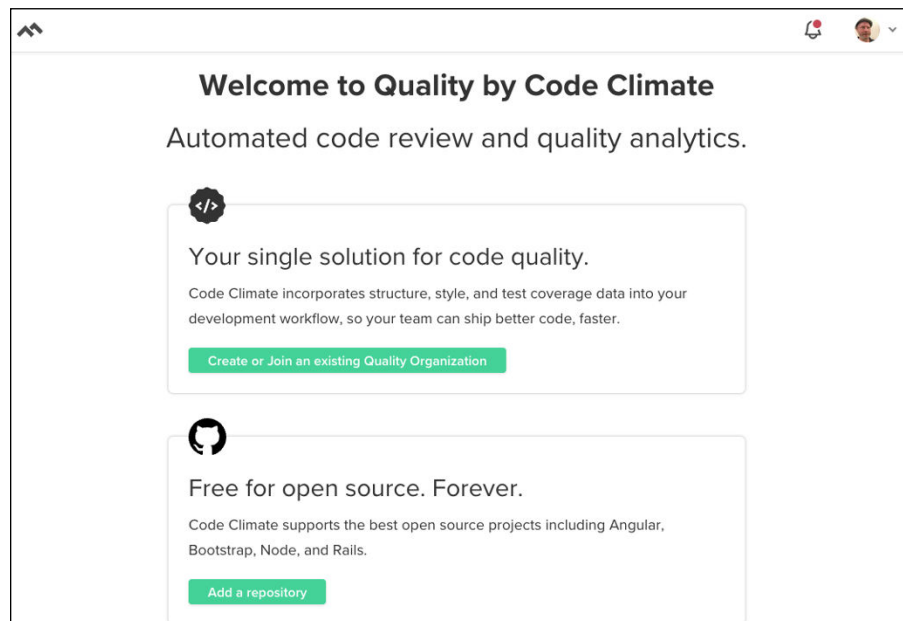 Welcome to Quality by Code Climate
Automated code review and quality analytics.
</>
Your single solution for code quality.
Code Climate incorporates structure, style, and test coverage data into your
development workflow, so your team can ship better code, faster.
Create or Join an existing Quality Organization
Free for open source. Forever.
Code Climate supports the best open source projects including Angular,
Bootstrap, Node, and Rails.
Add a repository